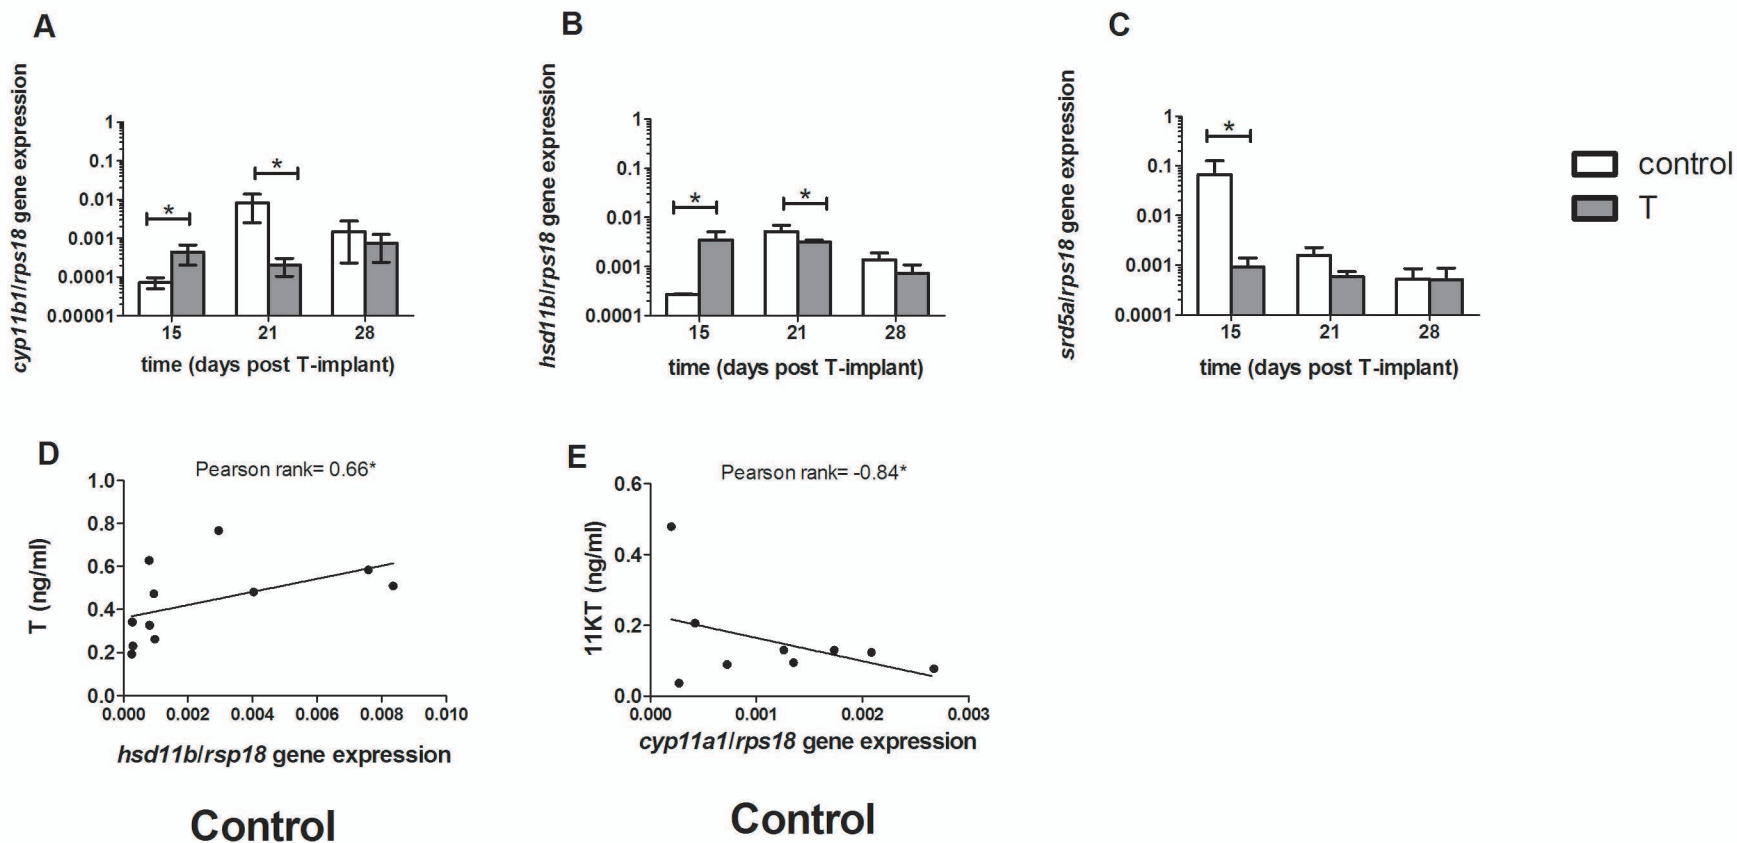 A
cyp11b1/rps18 gene expression
1
0.1
0.01
0.001
0.0001
0.00001
*
*
15 21 28
time (days post T-implant)
B
hsd11b/rps18 gene expression
1
0.1
0.01
0.001
0.0001
*
*
15 21 28
time (days post T-implant)
C
srd5a/rps18 gene expression
1
0.1
0.01
0.001
0.0001
*
15 21 28
time (days post T-implant)
control
T
D
Pearson rank= 0.66*
T (ng/ml)
1.0
0.8
0.6
0.4
0.2
0.0
0.000 0.002 0.004 0.006 0.008 0.010
hsd11b/rsp18 gene expression
Control
E
Pearson rank= -0.84*
11KT (ng/ml)
0.6
0.4
0.2
0.0
0.000 0.001 0.002 0.003
cyp11a1/rps18 gene expression
Control